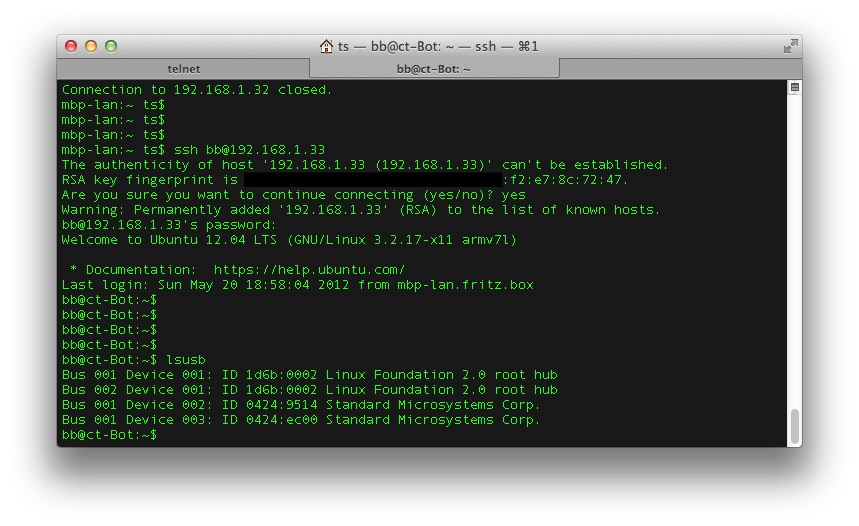 ts — bb@ct-Bot: ~ — ssh — ⌘1
telnet
bb@ct-Bot: ~
Connection to 192.168.1.32 closed.
mbp-lan:~ ts$
mbp-lan:~ ts$
mbp-lan:~ ts$
mbp-lan:~ ts$ ssh bb@192.168.1.33
The authenticity of host '192.168.1.33 (192.168.1.33)' can't be established.
RSA key fingerprint is :f2:e7:8c:72:47.
Are you sure you want to continue connecting (yes/no)? yes
Warning: Permanently added '192.168.1.33' (RSA) to the list of known hosts.
bb@192.168.1.33's password:
Welcome to Ubuntu 12.04 LTS (GNU/Linux 3.2.17-x11 armv7l)
* Documentation:  https://help.ubuntu.com/
Last login: Sun May 20 18:58:04 2012 from mbp-lan.fritz.box
bb@ct-Bot:~$
bb@ct-Bot:~$
bb@ct-Bot:~$
bb@ct-Bot:~$
bb@ct-Bot:~$ lsusb
Bus 001 Device 001: ID 1d6b:0002 Linux Foundation 2.0 root hub
Bus 002 Device 001: ID 1d6b:0002 Linux Foundation 2.0 root hub
Bus 001 Device 002: ID 0424:9514 Standard Microsystems Corp.
Bus 001 Device 003: ID 0424:ec00 Standard Microsystems Corp.
bb@ct-Bot:~$